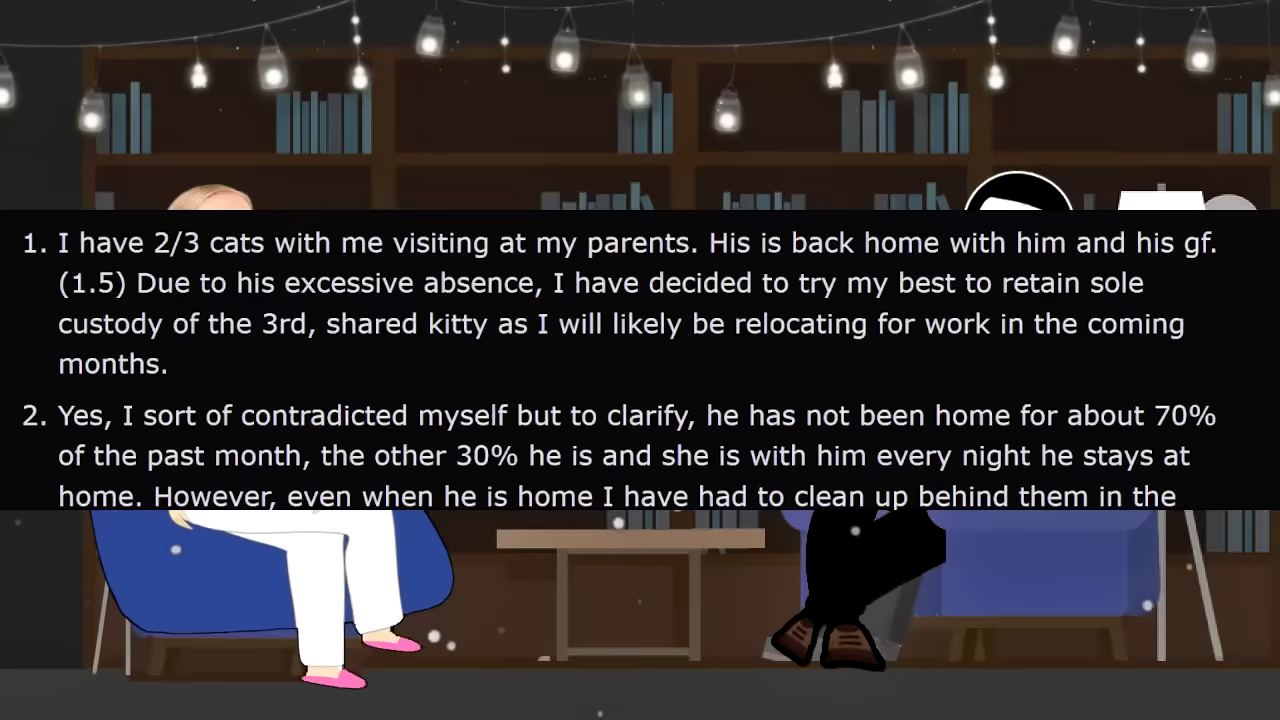 1. I have 2/3 cats with me visiting at my parents. His is back home with him and his gf.
(1.5) Due to his excessive absence, I have decided to try my best to retain sole
custody of the 3rd, shared kitty as I will likely be relocating for work in the coming
months.
2. Yes, I sort of contradicted myself but to clarify, he has not been home for about 70%
of the past month, the other 30% he is and she is with him every night he stays at
home. However, even when he is home I have had to clean up behind them in the